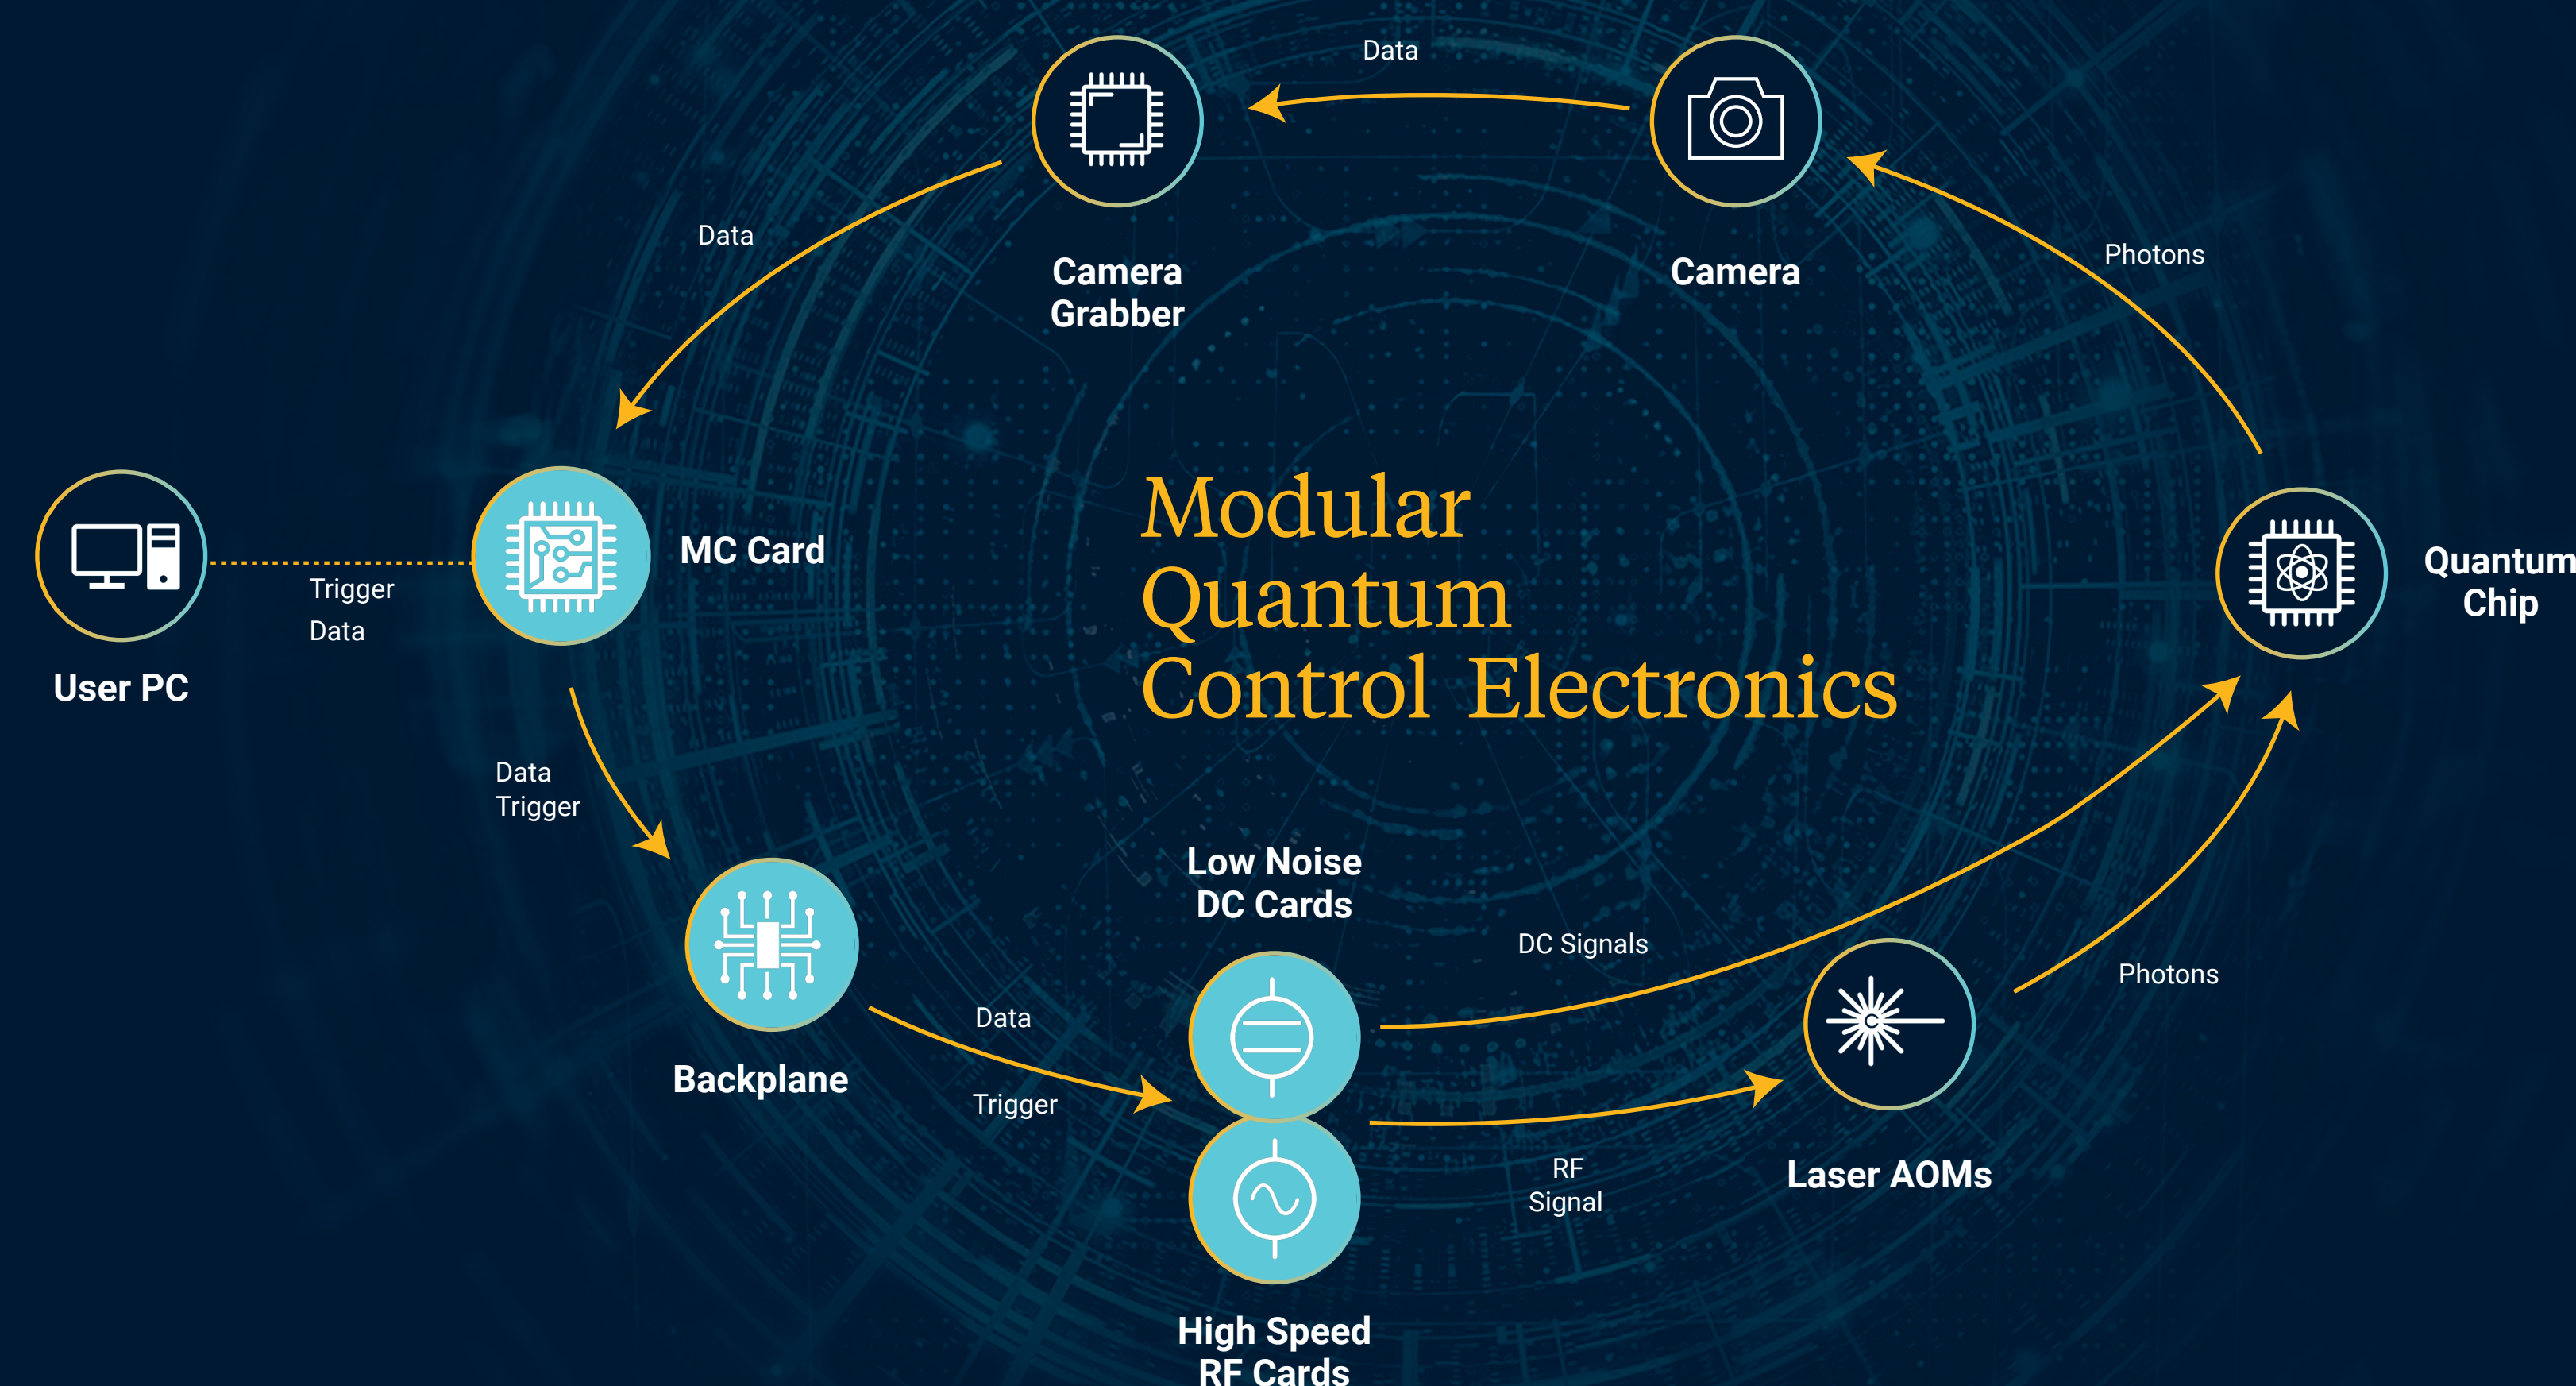 Data
Data
Camera
Grabber
Camera
Photons
Modular
Quantum
Control Electronics
User PC
Trigger
Data
MC Card
Quantum
Chip
Data
Trigger
Backplane
Data
Trigger
Low Noise
DC Cards
DC Signals
Photons
RF
Signal
Laser AOMs
High Speed
RF Cards